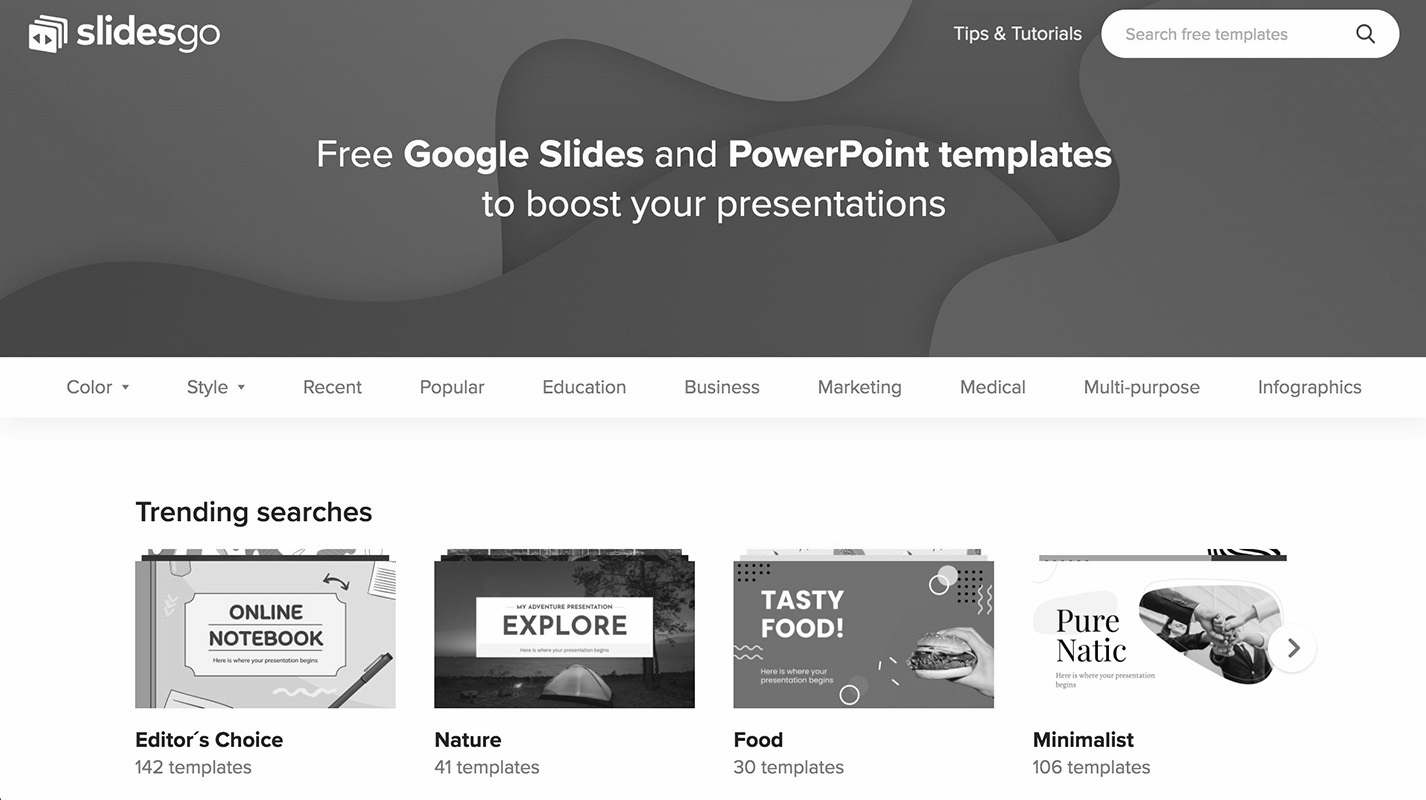 slidesgo
Tips & Tutorials
Search free templates
Free Google Slides and PowerPoint templates
to boost your presentations
Color
Style
Recent
Popular
Education
Business
Marketing
Medical
Multi-purpose
Infographics
Trending searches
ONLINE
NOTEBOOK
Here is where your presentation begins
MY ADVENTURE PRESENTATION
EXPLORE
Here is where your presentation begins
TASTY
FOOD!
Here is where your
presentation begins
Pure
Natic
Here is where your presentation
begins
Editor´s Choice
142 templates
Nature
41 templates
Food
30 templates
Minimalist
106 templates